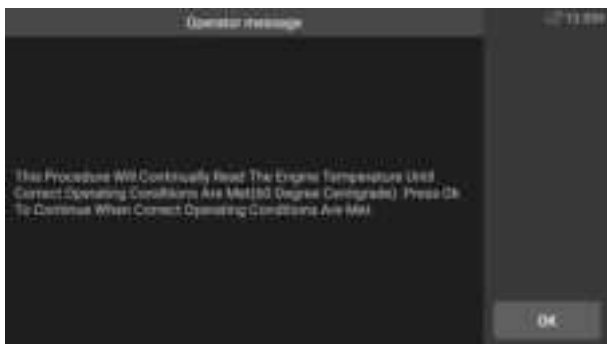 Operator message
This Procedure Will Continually Read The Engine Temperature Until
Correct Operating Conditions Are Met(60 Degree Centigrade). Press Ok
To Continue When Correct Operating Conditions Are Met.
OK